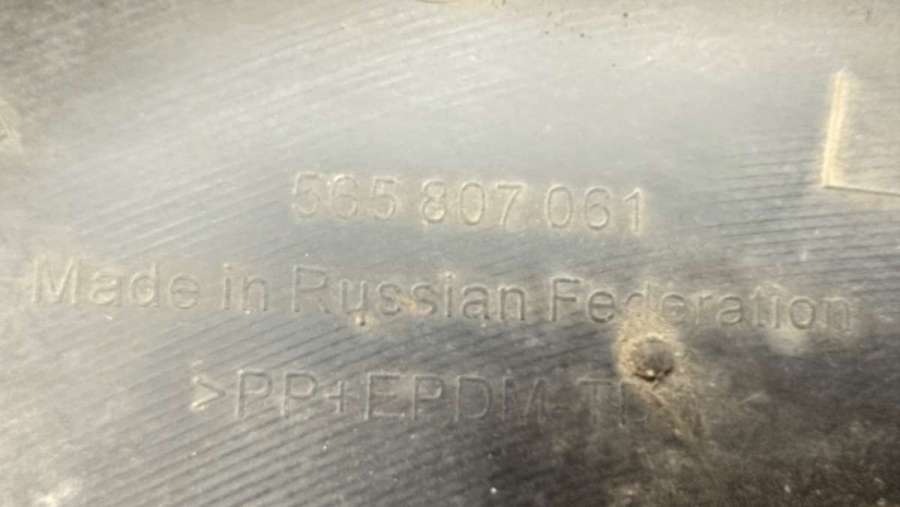 565 807 061
Made in Russian Federation
>PP+EPDM-T